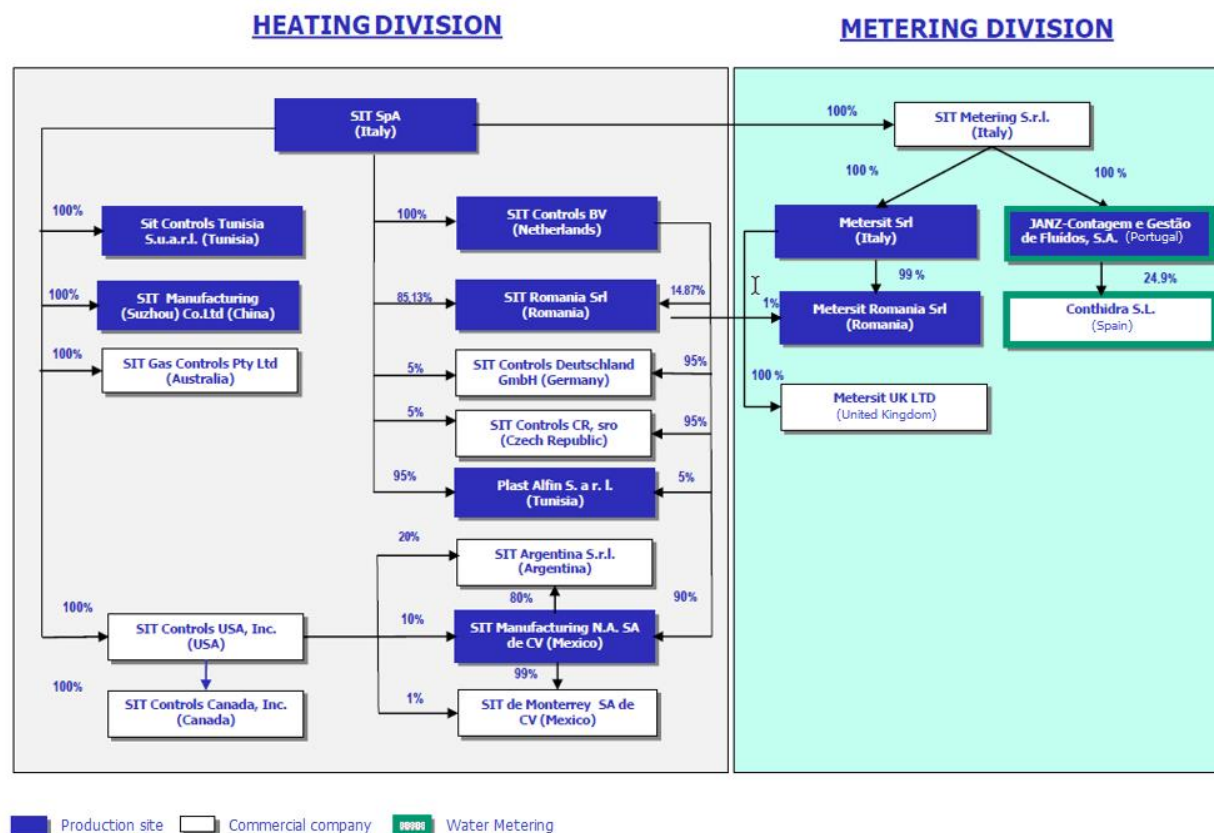 HEATING DIVISION
METERING DIVISION
SIT SpA
(Italy)
100%
SIT Metering S.r.l.
(Italy)
100 %
100 %
100%
Sit Controls Tunisia
S.u.a.r.l. (Tunisia)
100%
SIT Controls BV
(Netherlands)
Metersit Srl
(Italy)
JANZ-Contagem e Gestão
de Fluídos, S.A. (Portugal)
99 %
24.9%
100%
SIT Manufacturing
(Suzhou) Co.Ltd (China)
85.13%
SIT Romania Srl
(Romania)
14.87%
1%
Metersit Romania Srl
(Romania)
Conthidra S.L.
(Spain)
100%
SIT Gas Controls Pty Ltd
(Australia)
5%
SIT Controls Deutschland
GmbH (Germany)
95%
100 %
Metersit UK LTD
(United Kingdom)
5%
SIT Controls CR, sro
(Czech Republic)
95%
95%
Plast Alfin S. a r. l.
(Tunisia)
5%
20%
SIT Argentina S.r.l.
(Argentina)
80%
90%
100%
SIT Controls USA, Inc.
(USA)
10%
SIT Manufacturing N.A. SA
de CV (Mexico)
99%
100%
SIT Controls Canada, Inc.
(Canada)
1%
SIT de Monterrey SA de
CV (Mexico)
Production site
Commercial company
Water Metering